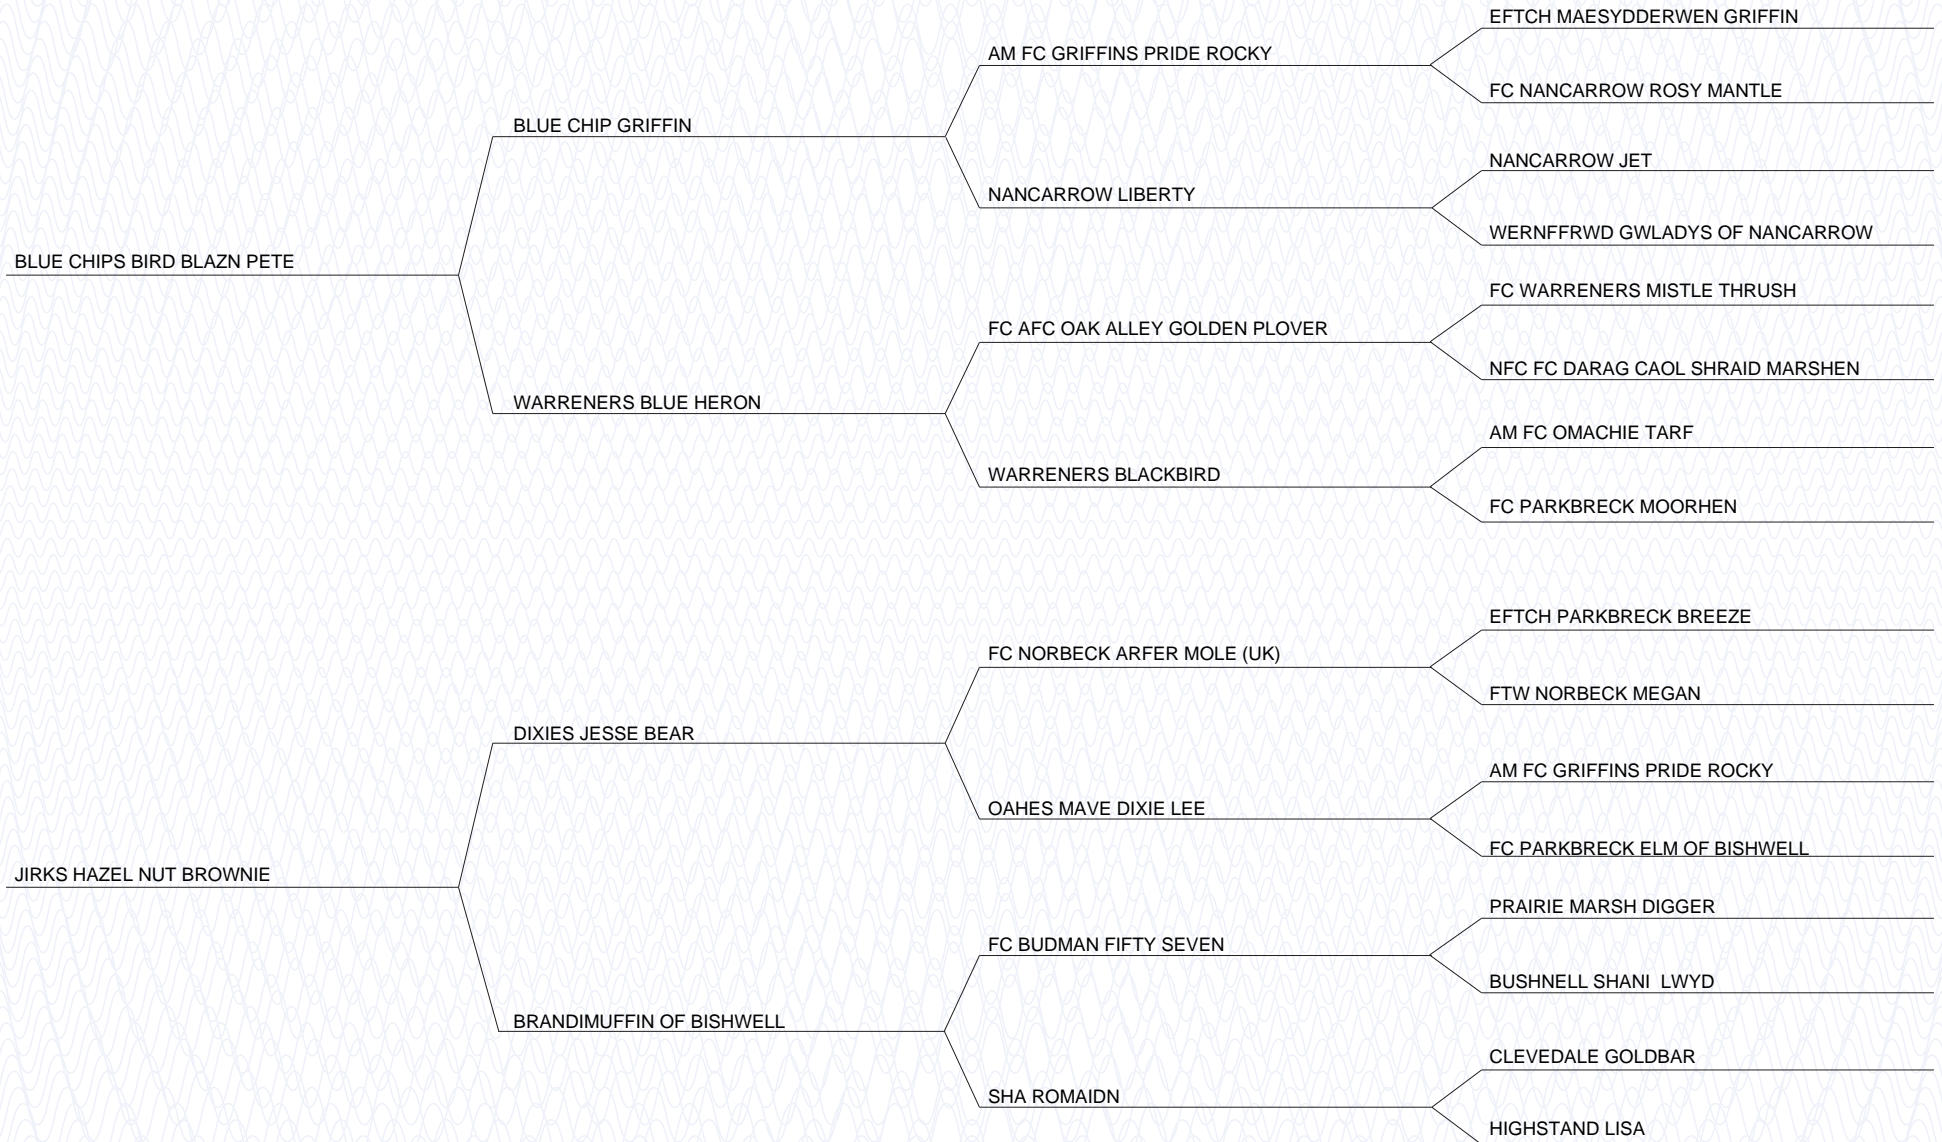 EFTCH MAESYDDERWEN GRIFFIN
AM FC GRIFFINS PRIDE ROCKY
FC NANCARROW ROSY MANTLE
BLUE CHIP GRIFFIN
NANCARROW JET
NANCARROW LIBERTY
WERNFFRWD GWLADYS OF NANCARROW
BLUE CHIPS BIRD BLAZN PETE
FC WARRENERS MISTLE THRUSH
FC AFC OAK ALLEY GOLDEN PLOVER
NFC FC DARAG CAOL SHRAID MARSHEN
WARRENERS BLUE HERON
AM FC OMACHIE TARF
WARRENERS BLACKBIRD
FC PARKBRECK MOORHEN
EFTCH PARKBRECK BREEZE
FC NORBECK ARFER MOLE (UK)
FTW NORBECK MEGAN
DIXIES JESSE BEAR
AM FC GRIFFINS PRIDE ROCKY
OAHES MAVE DIXIE LEE
FC PARKBRECK ELM OF BISHWELL
JIRKS HAZEL NUT BROWNIE
PRAIRIE MARSH DIGGER
FC BUDMAN FIFTY SEVEN
BUSHNELL SHANI  LWYD
BRANDIMUFFIN OF BISHWELL
CLEVEDALE GOLDBAR
SHA ROMAIDN
HIGHSTAND LISA